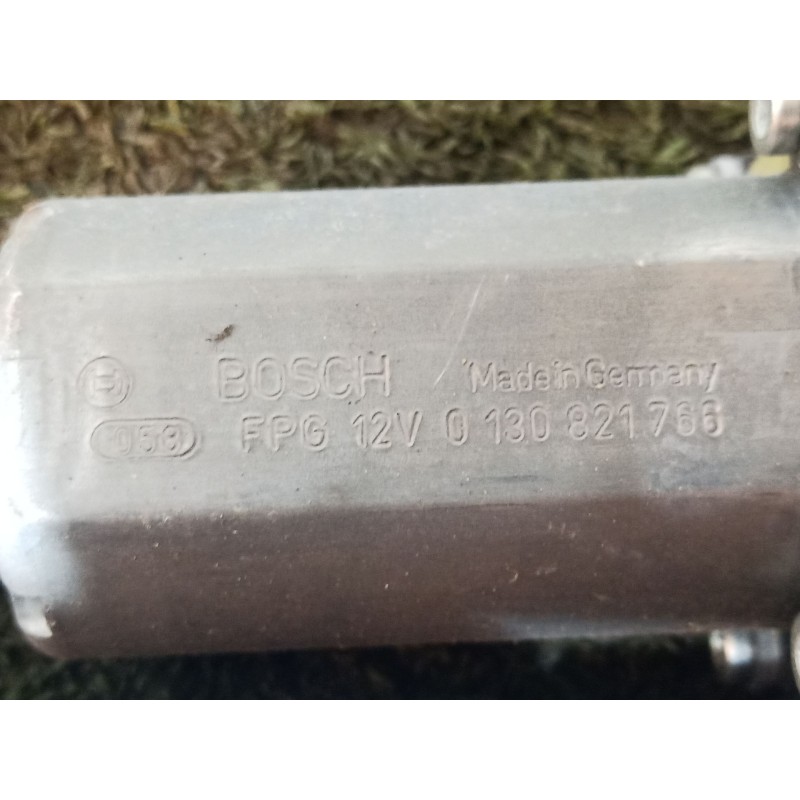 BOSCH Made in Germany
053 FPG 12V 0 130 821 766